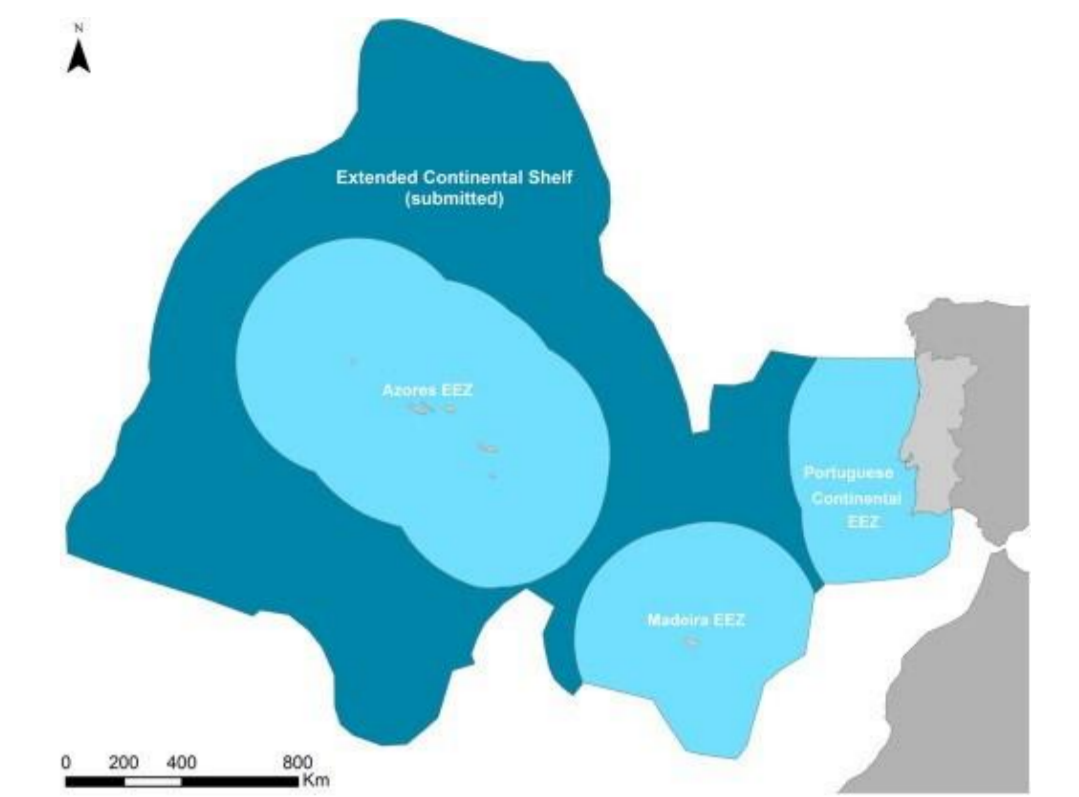 N
Extended Continental Shelf
(submitted)
Azores EEZ
Portuguese
Continental
EEZ
Madeira EEZ
0 200 400 800
Km